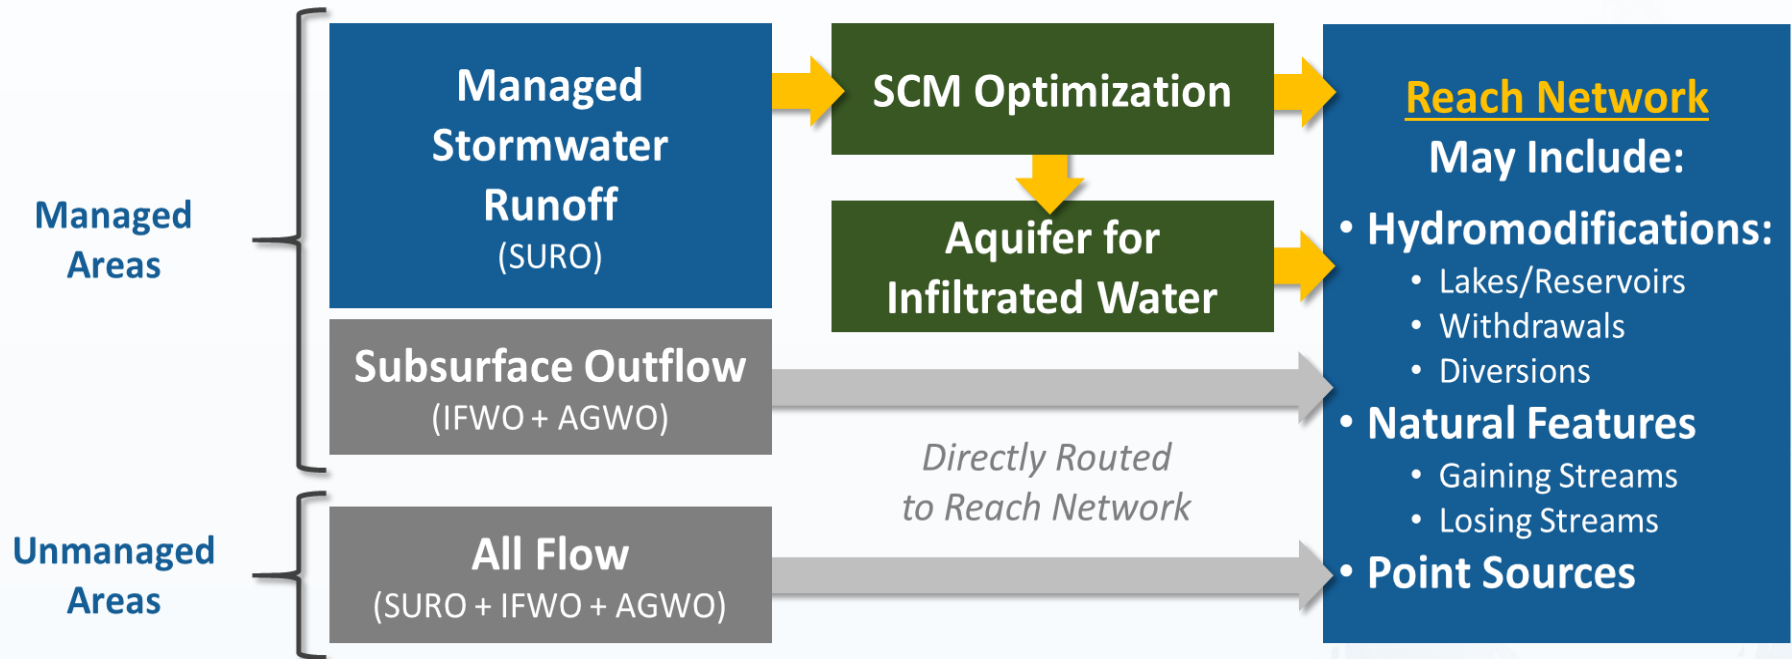 Managed
Areas
Managed
Stormwater
Runoff
(SURO)
Subsurface Outflow
(IFWO + AGWO)
Unmanaged
Areas
All Flow
(SURO + IFWO + AGWO)
SCM Optimization
Aquifer for
Infiltrated Water
Directly Routed
to Reach Network
Reach Network
May Include:
• Hydromodifications:
• Lakes/Reservoirs
• Withdrawals
• Diversions
• Natural Features
• Gaining Streams
• Losing Streams
• Point Sources